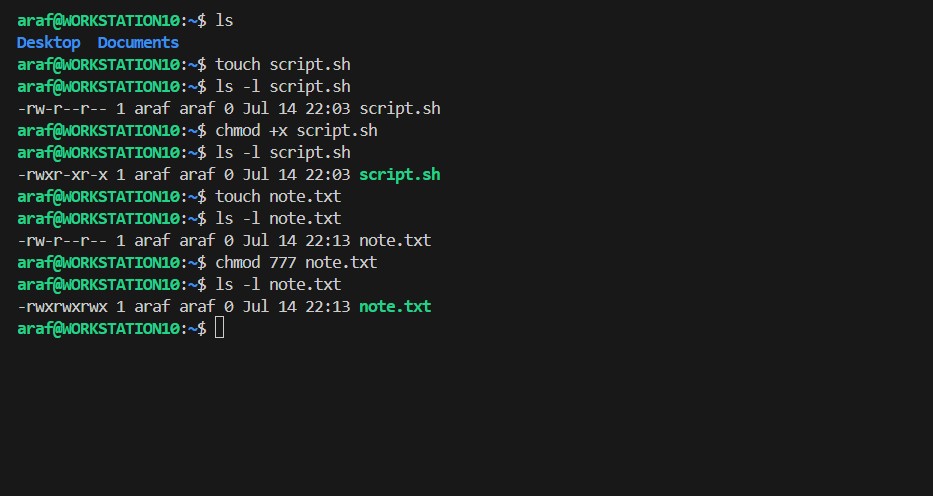 araf@WORKSTATION10:~$ ls
Desktop  Documents
araf@WORKSTATION10:~$ touch script.sh
araf@WORKSTATION10:~$ ls -l script.sh
-rw-r--r-- 1 araf araf 0 Jul 14 22:03 script.sh
araf@WORKSTATION10:~$ chmod +x script.sh
araf@WORKSTATION10:~$ ls -l script.sh
-rwxr-xr-x 1 araf araf 0 Jul 14 22:03 script.sh
araf@WORKSTATION10:~$ touch note.txt
araf@WORKSTATION10:~$ ls -l note.txt
-rw-r--r-- 1 araf araf 0 Jul 14 22:13 note.txt
araf@WORKSTATION10:~$ chmod 777 note.txt
araf@WORKSTATION10:~$ ls -l note.txt
-rwxrwxrwx 1 araf araf 0 Jul 14 22:13 note.txt
araf@WORKSTATION10:~$